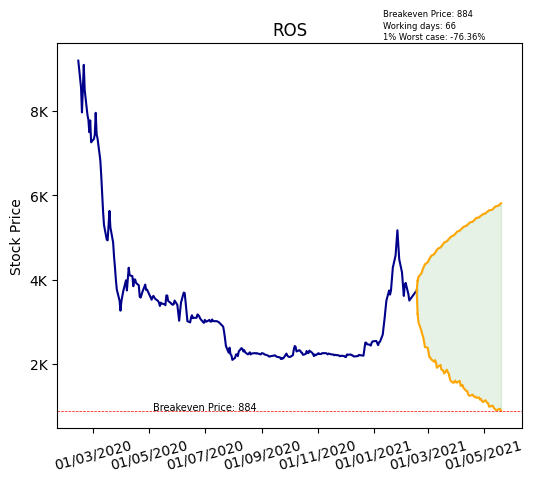 Breakeven Price: 884
Working days: 66
1% Worst case: -76.36%
ROS
Stock Price
8K
6K
4K
2K
Breakeven Price: 884
01/03/2020
01/05/2020
01/07/2020
01/09/2020
01/11/2020
01/01/2021
01/03/2021
01/05/2021